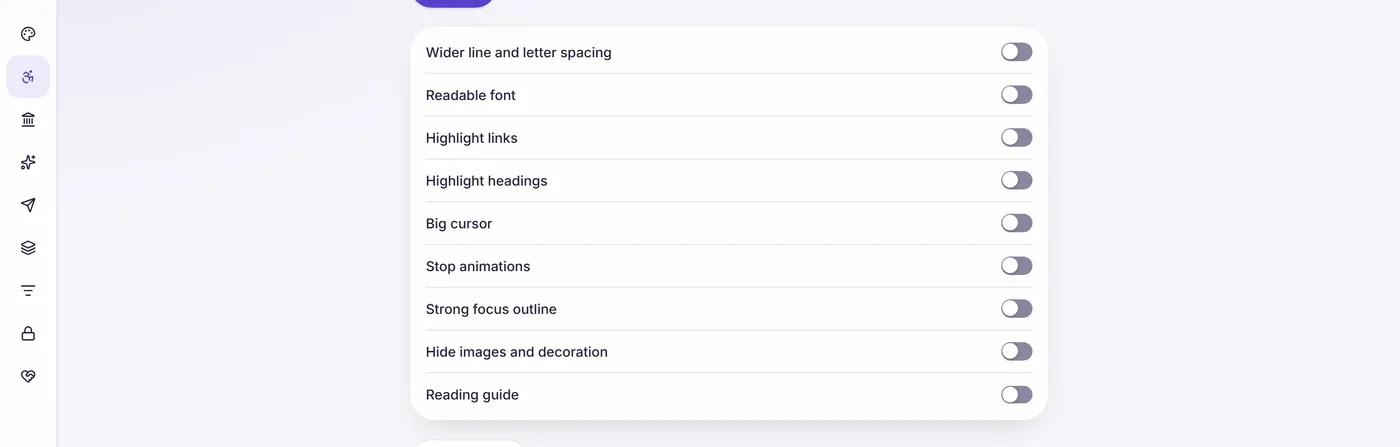 Wider line and letter spacing
Readable font
Highlight links
Highlight headings
Big cursor
Stop animations
Strong focus outline
Hide images and decoration
Reading guide